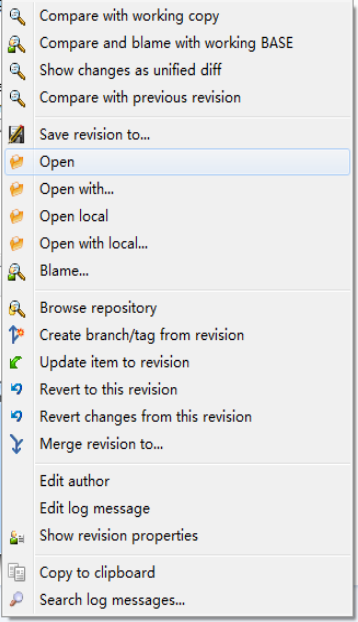 Compare with working copy
Compare and blame with working BASE
Show changes as unified diff
Compare with previous revision
Save revision to...
Open
Open with...
Open local
Open with local...
Blame...
Browse repository
Create branch/tag from revision
Update item to revision
Revert to this revision
Revert changes from this revision
Merge revision to...
Edit author
Edit log message
Show revision properties
Copy to clipboard
Search log messages...